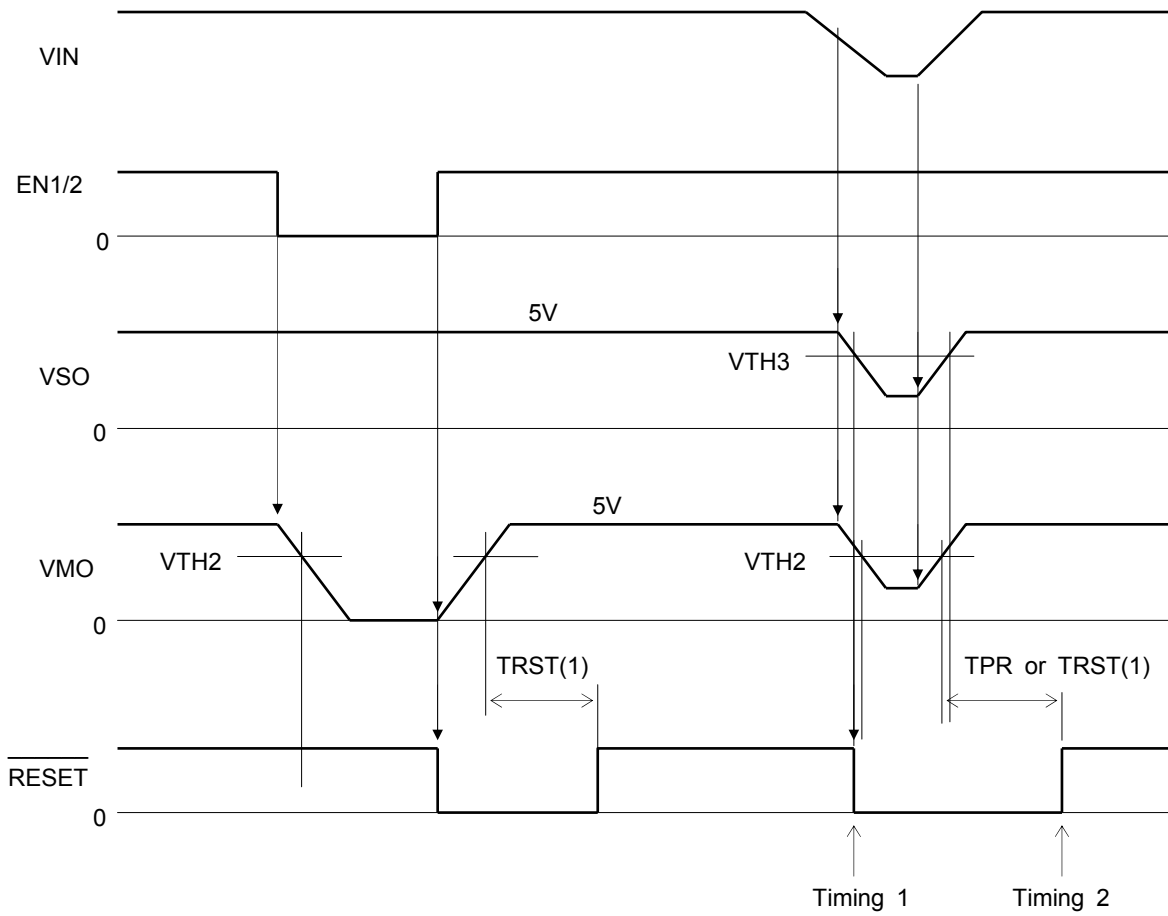 VIN
EN1/2
0
5V
VTH3
VSO
0
5V
VTH2
VTH2
VMO
0
TRST(1)
TPR or TRST(1)
RESET
0
Timing 1
Timing 2